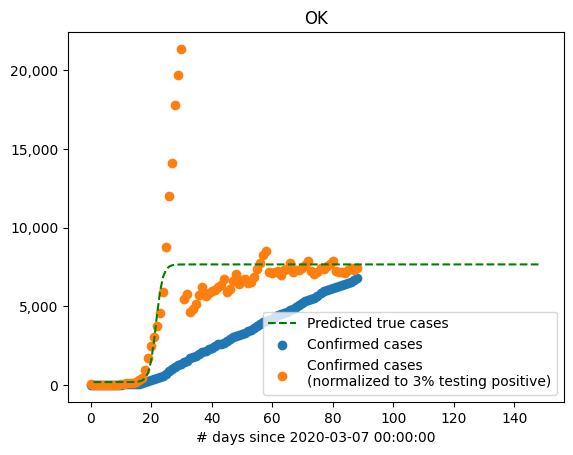 OK
20,000
15,000
10,000
5,000
0
Predicted true cases
Confirmed cases
Confirmed cases
(normalized to 3% testing positive)
0 20 40 60 80 100 120 140
# days since 2020-03-07 00:00:00